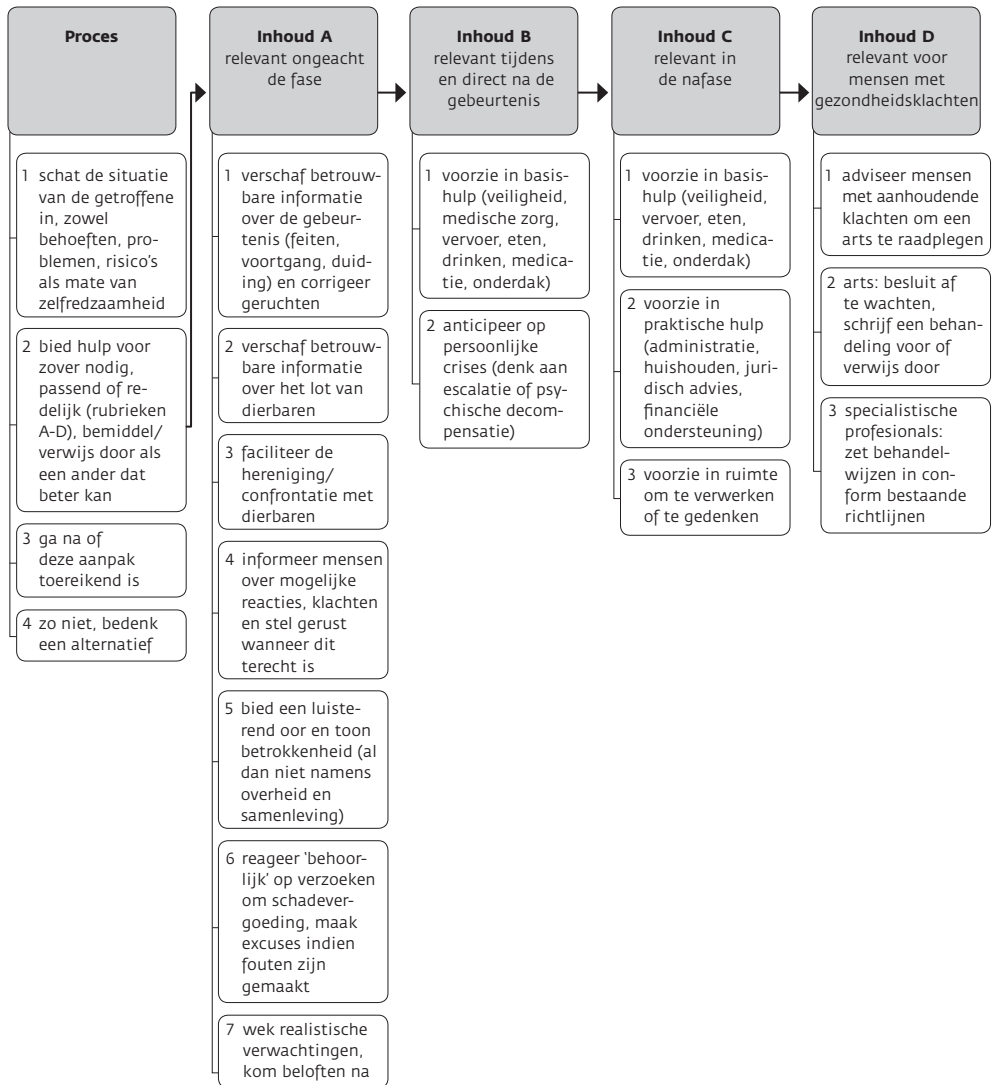 Proces
1 schat de situatie
van de getroffene
in, zowel
behoeften, pro-
blemen, risico's
als mate van
zelfredzaamheid
2 bied hulp voor
zover nodig,
passend of re-
delijk (rubrieken
A-D), bemiddel/
verwijs door als
een ander dat
beter kan
3 ga na of
deze aanpak
toereikend is
4 zo niet, bedenk
een alternatief
Inhoud A
relevant ongeacht
de fase
1 verschaf betrouw-
bare informatie
over de gebeur-
tenis (feiten,
voortgang, duid-
ing) en corrigeer
geruchten
2 verschaf betrouw-
bare informatie
over het lot van
dierbaren
3 faciliteer de
hereniging/
confrontatie met
dierbaren
4 informeer mensen
over mogelijke
reacties, klachten
en stel gerust
wanneer dit
terecht is
5 bied een luiste-
rend oor en toon
betrokkenheid (al
dan niet namens
overheid en
samenleving)
6 reageer 'behoor-
lijk' op verzoeken
om schadever-
goeding, maak
excuses indien
fouten zijn
gemaakt
7 wek realistische
verwachtingen,
kom beloften na
Inhoud B
relevant tijdens
en direct na de
gebeurtenis
1 voorzie in basis-
hulp (veiligheid,
medische zorg,
vervoer, eten,
drinken, medica-
tie, onderdak)
2 anticipeer op
persoonlijke
crises (denk aan
escalatie of psy-
chische decom-
pensatie)
Inhoud C
relevant in
de nafase
1 voorzie in basis-
hulp (veiligheid,
vervoer, eten,
drinken, medica-
tie, onderdak)
2 voorzie in
praktische hulp
(administratie,
huishouden, juri-
disch advies,
financiële
ondersteuning)
3 voorzie in ruimte
om te verwerken
of te gedenken
Inhoud D
relevant voor
mensen met
gezondheidsklachten
1 adviseer mensen
met aanhoudende
klachten om een
arts te raadplegen
2 arts: besluit af
te wachten,
schrijf een behan-
deling voor of
verwijs door
3 specialistische
profesionals:
zet behandel-
wijzen in con-
form bestaande
richtlijnen